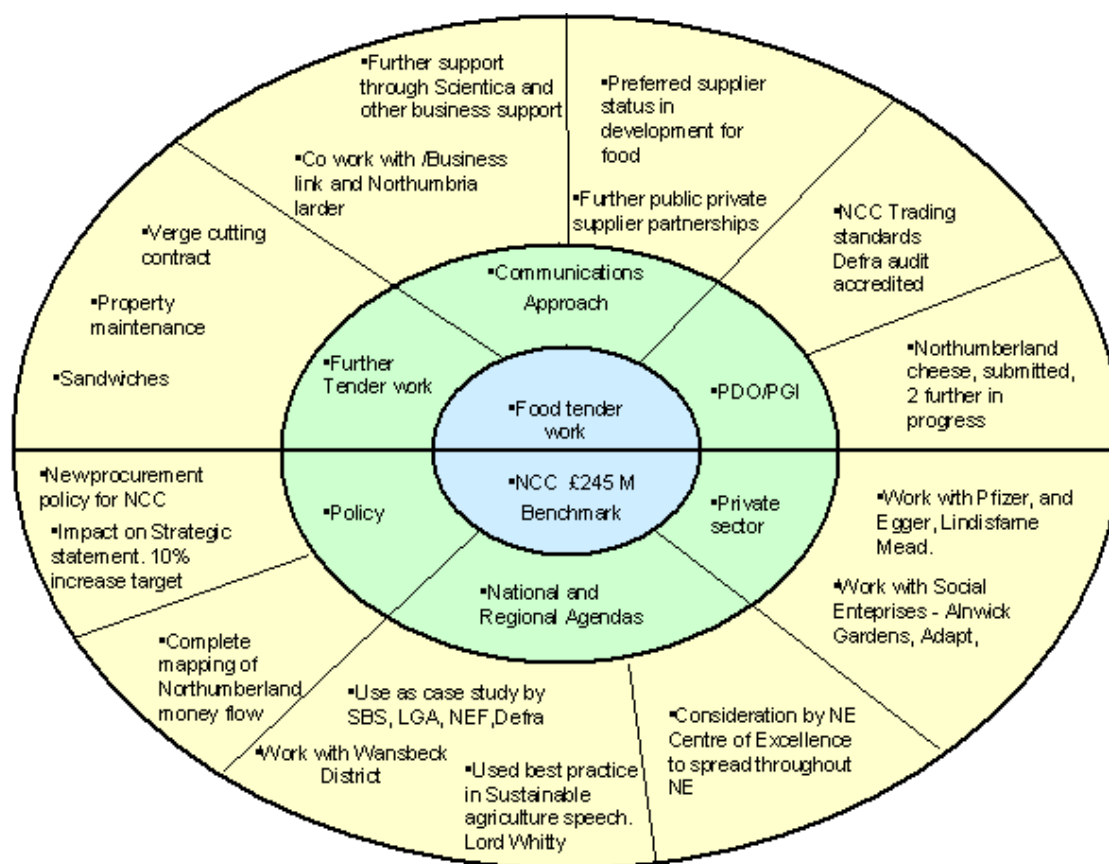 ▪Further support
through Scientica and
other business support
▪Preferred supplier
status in
development for
food
▪Co work with /Business
link and Northumbria
larder
▪Further public private
supplier partnerships
▪NCC Trading
standards
Defra audit
accredited
▪Verge cutting
contract
▪Property
maintenance
▪Sandwiches
▪Communications
Approach
▪Further
Tender work
▪PDO/PGI
▪Northumberland
cheese, submitted,
2 further in
progress
▪Food tender
work
▪NCC £245 M
Benchmark
▪New procurement
policy for NCC
▪Impact on Strategic
statement. 10%
increase target
▪Policy
▪Private
sector
▪Work with Pfizer, and
Egger, Lindisfarne
Mead.
▪Work with Social
Enteprises - Alnwick
Gardens, Adapt,
▪National and
Regional Agendas
▪Complete
mapping of
Northumberland
money flow
▪Use as case study by
SBS, LGA, NEF,Defra
▪Work with Wansbeck
District
▪Used best practice
in Sustainable
agriculture speech.
Lord Whitty
▪Consideration by NE
Centre of Excellence
to spread throughout
NE